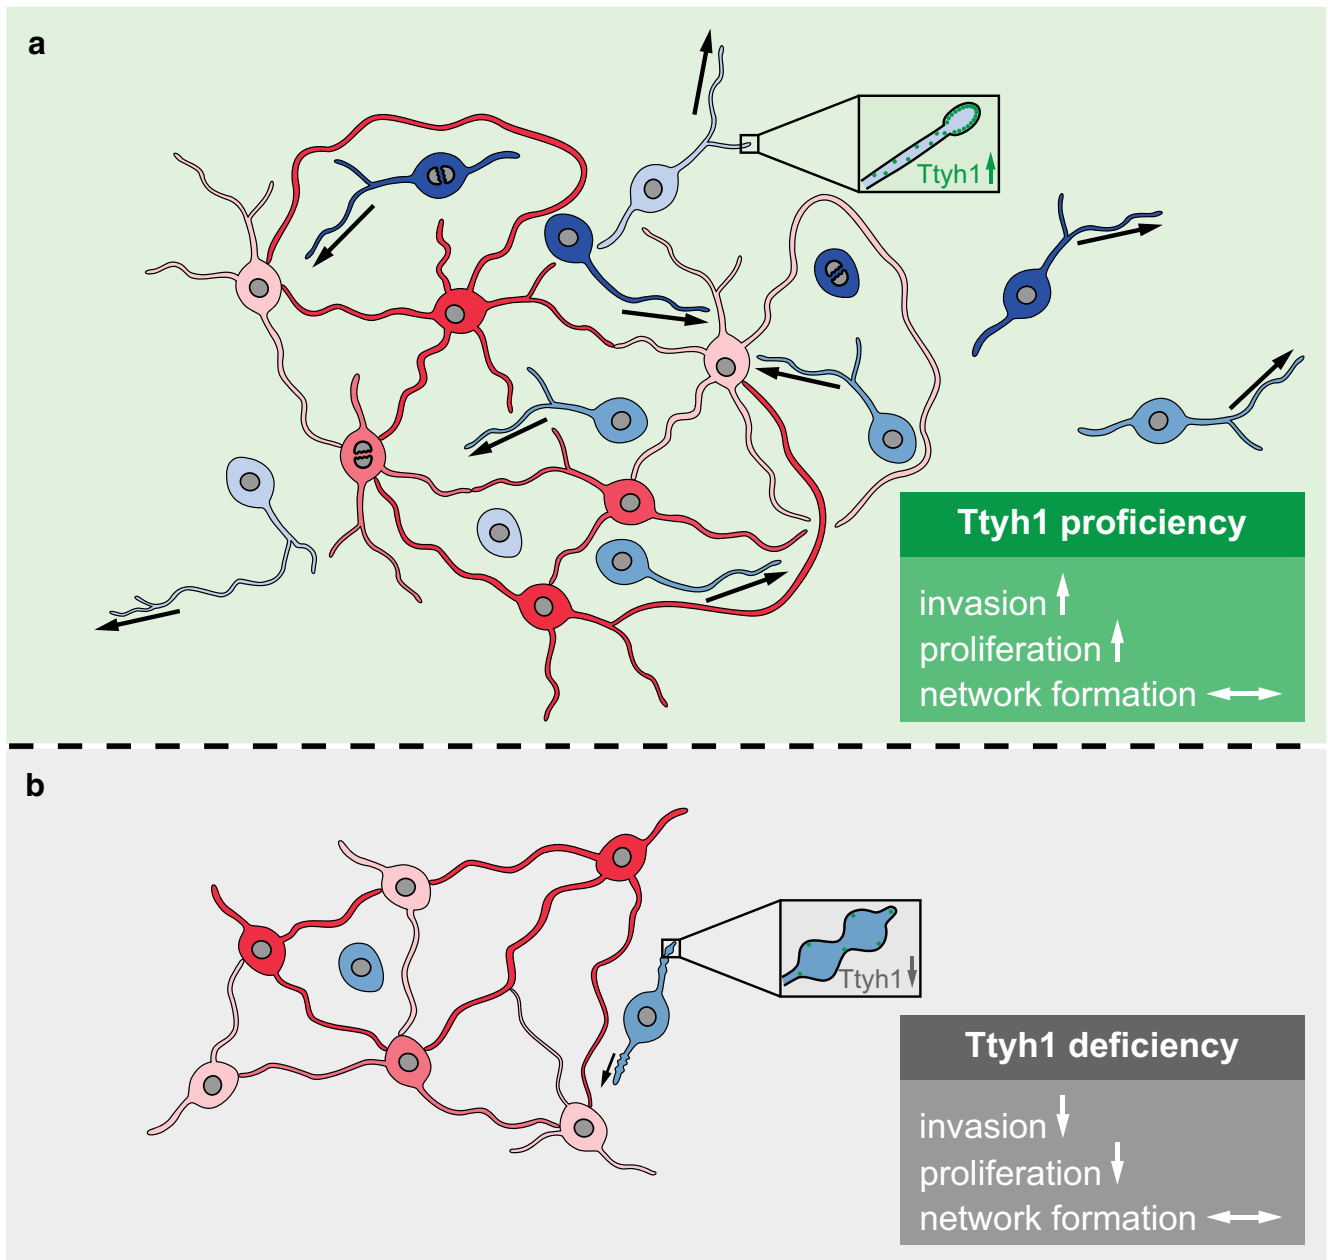 a
Ttyh1
Ttyh1 proficiency
invasion
proliferation
network formation
b
Ttyh1
Ttyh1 deficiency
invasion
proliferation
network formation